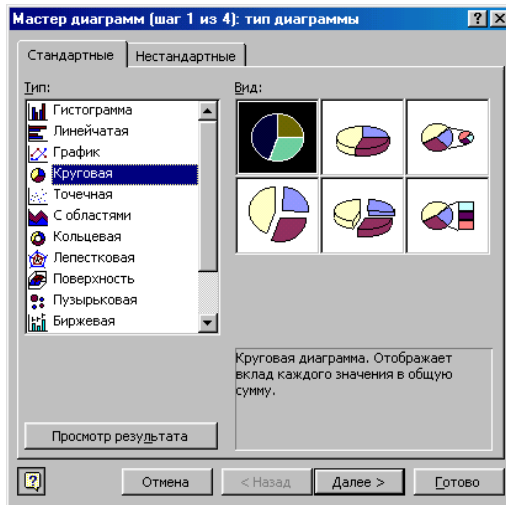 Мастер диаграмм (шаг 1 из 4): тип диаграммы
Стандартные
Нестандартные
Тип:
Гистограмма
Линейчатая
График
Круговая
Точечная
С областями
Кольцевая
Лепестковая
Поверхность
Пузырьковая
Биржевая
Вид:
Круговая диаграмма. Отображает
вклад каждого значения в общую
сумму.
Просмотр результата
Отмена
< Назад
Далее >
Готово